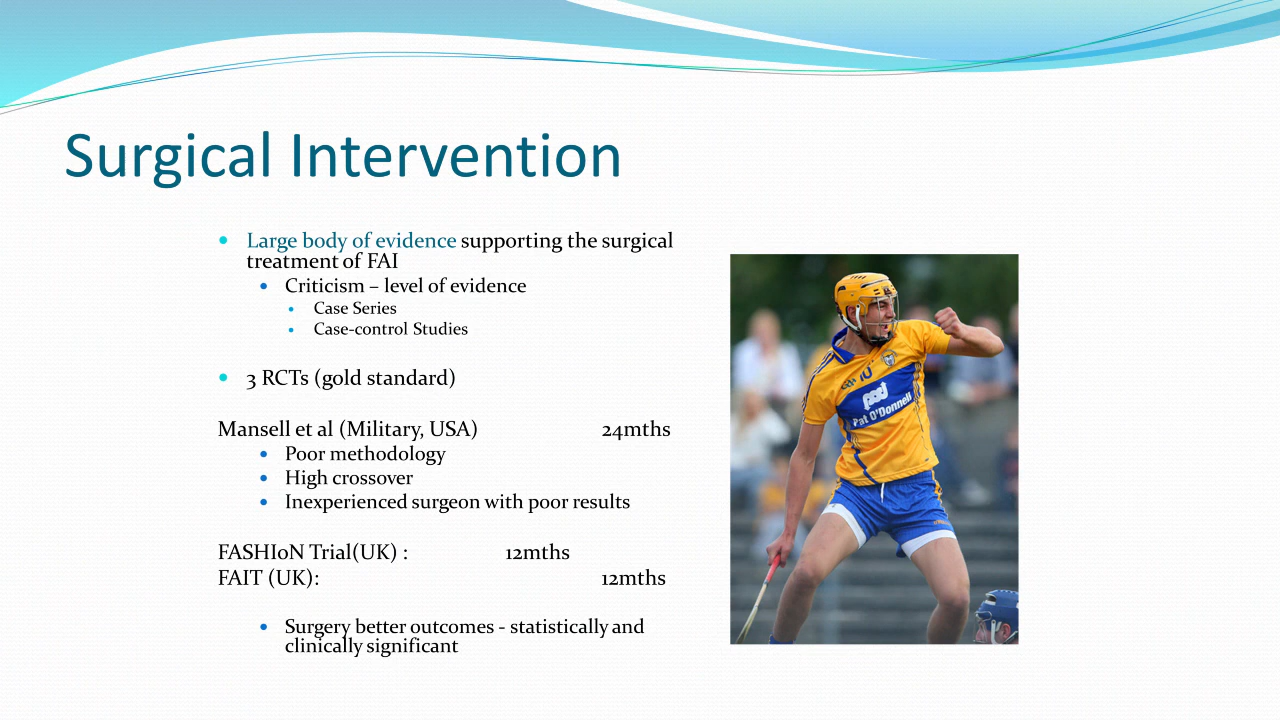 Surgical Intervention
Large body of evidence supporting the surgical
treatment of FAI
Criticism – level of evidence
Case Series
Case-control Studies
3 RCTs (gold standard)
Mansell et al (Military, USA) 24mths
Poor methodology
High crossover
Inexperienced surgeon with poor results
FASHIoN Trial(UK) : 12mths
FAIT (UK): 12mths
Surgery better outcomes - statistically and
clinically significant
10
Pat O'Donnell